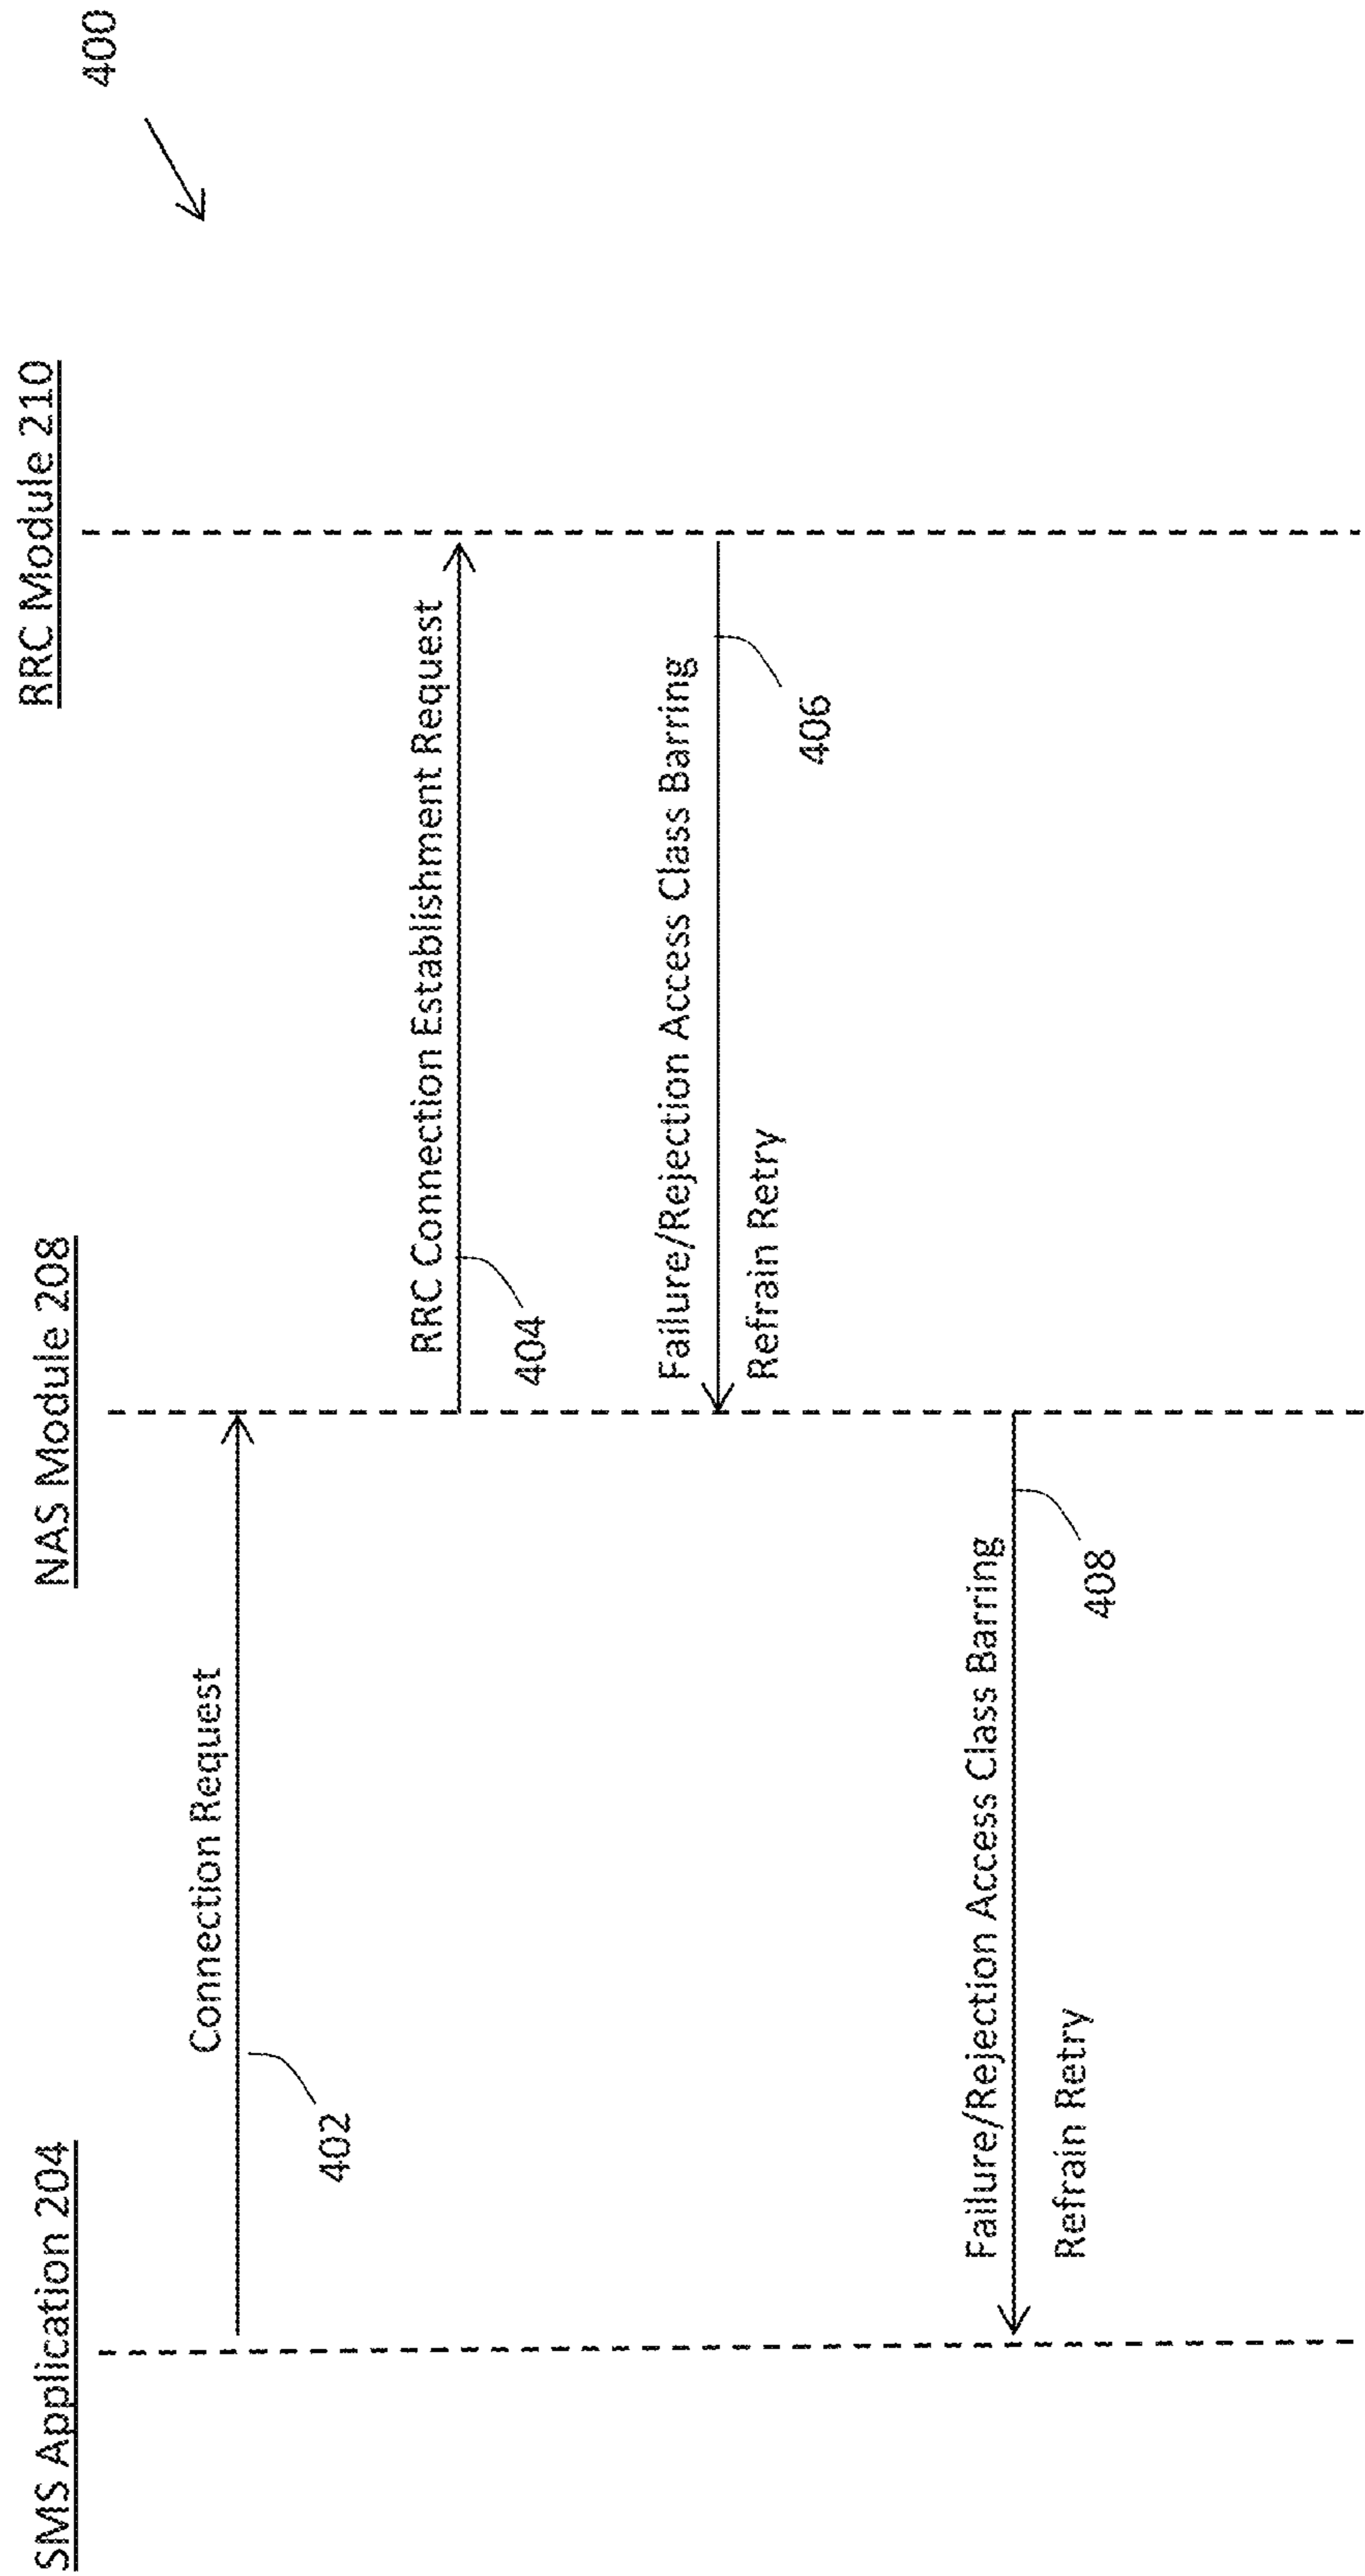 400
SMS Application 204
NAS Module 208
RRC Module 210
Connection Request
402
RRC Connection Establishment Request
404
Failure/Rejection Access Class Barring
406
Refrain Retry
Failure/Rejection Access Class Barring
408
Refrain Retry